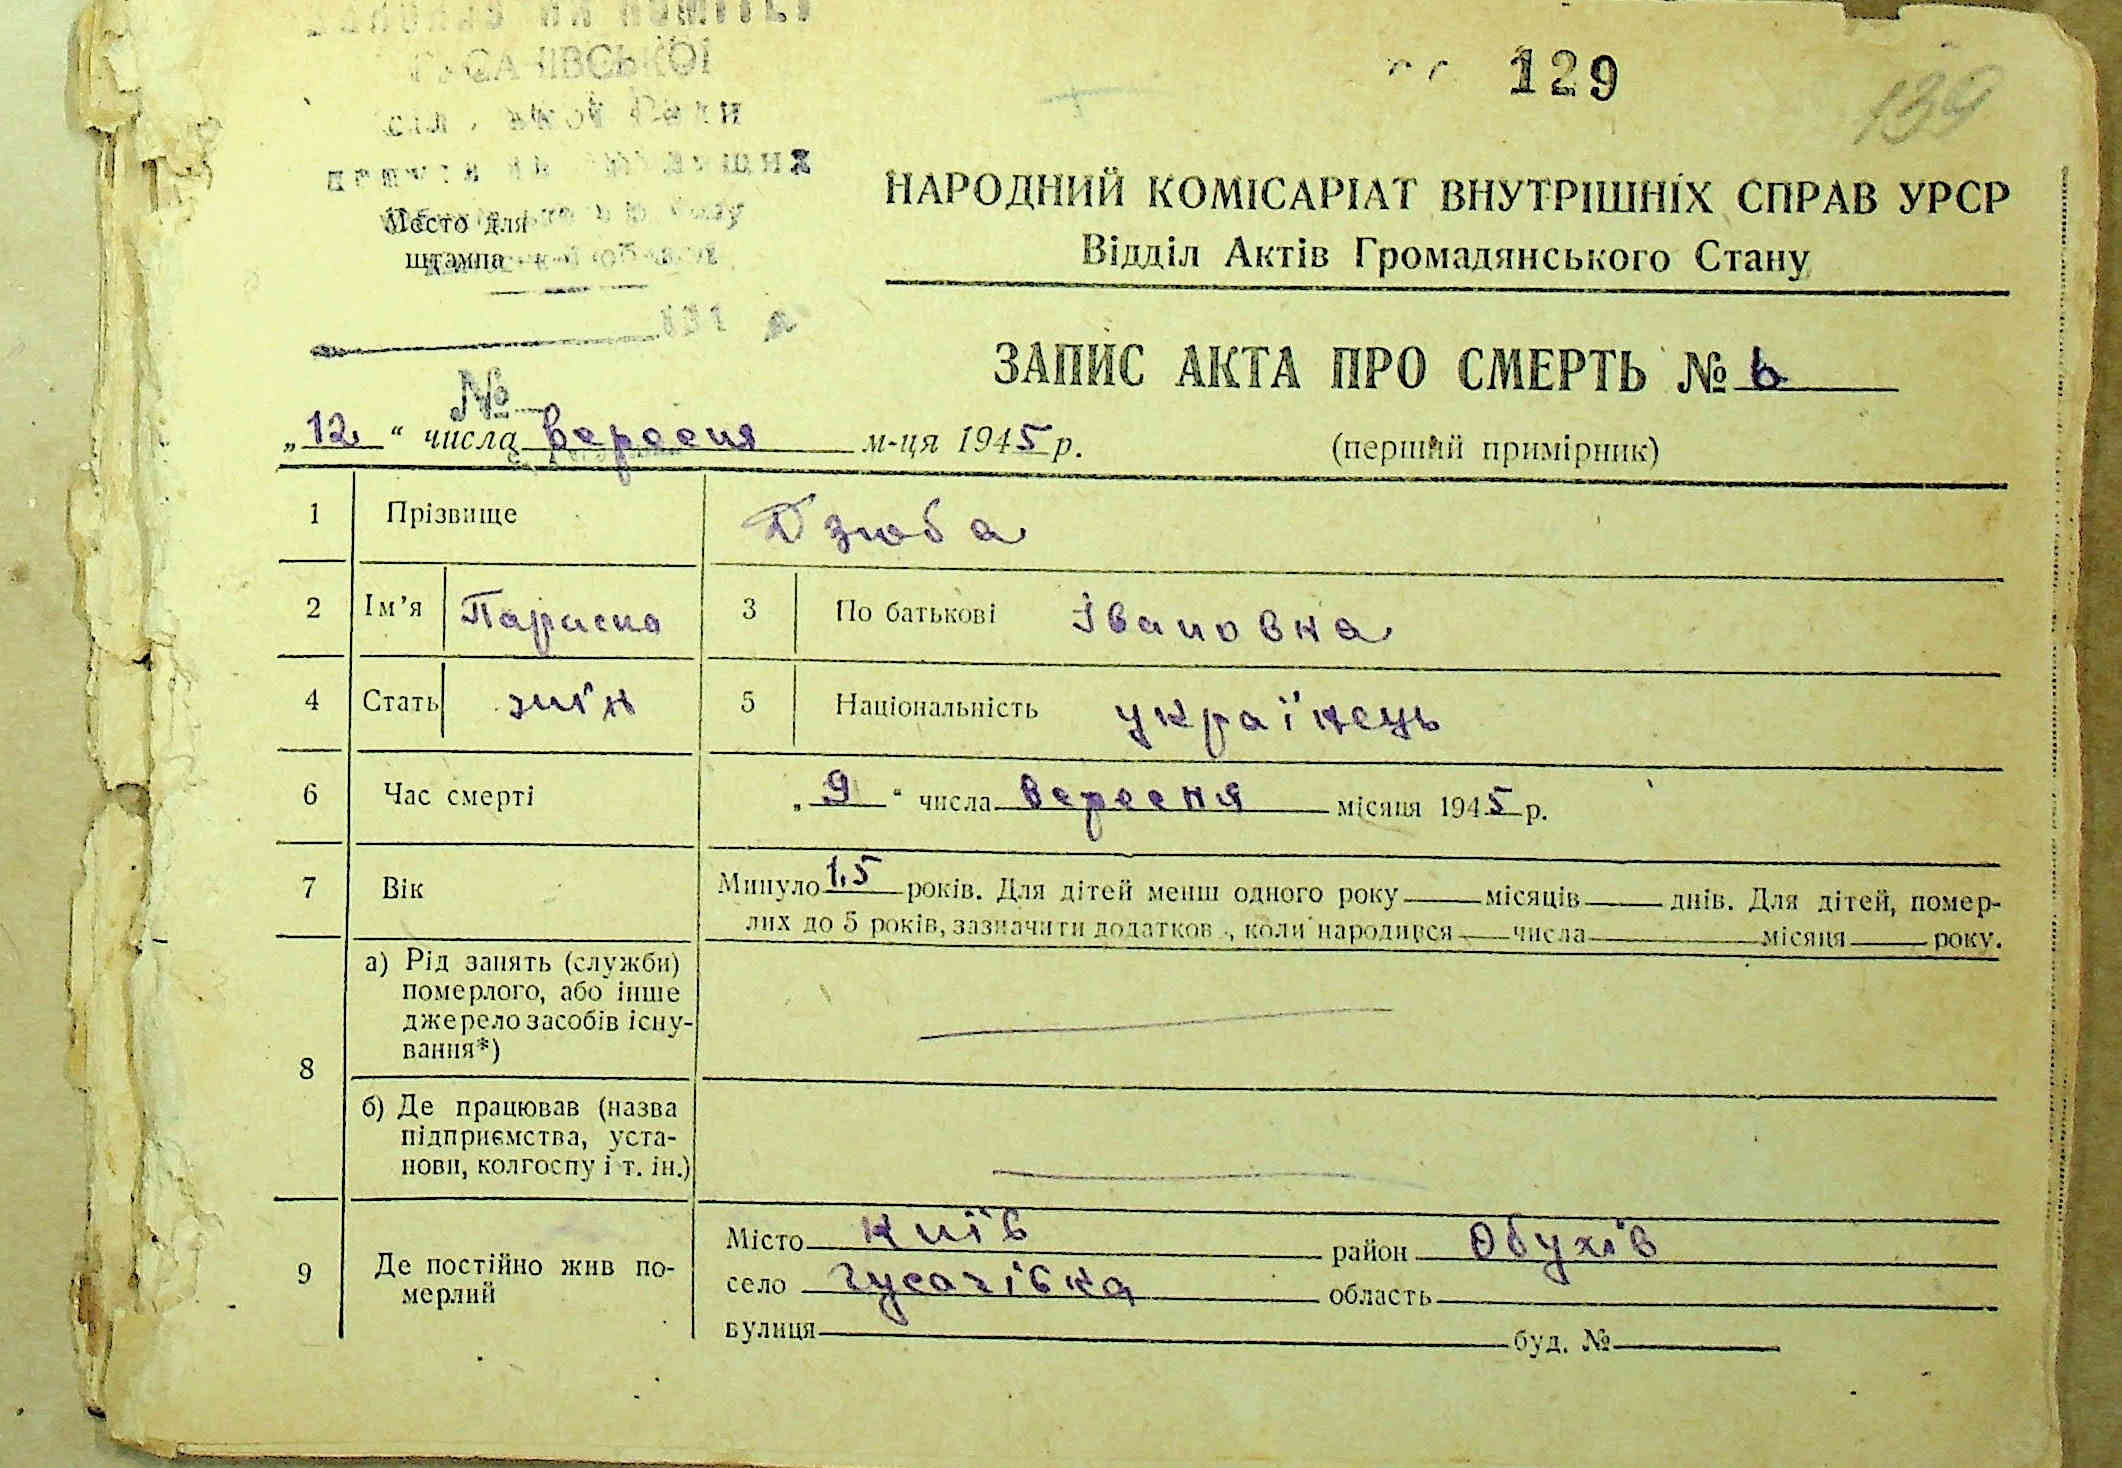 129
139
НАРОДНИЙ КОМІСАРІАТ ВНУТРІШНІХ СПРАВ УРСР
Відділ Актів Громадянського Стану
Место для
штампа
ЗАПИС АКТА ПРО СМЕРТЬ № 6
№
„12“ числа вересня м-ця 1945 р.
(перший примірник)
1 Прізвище Дзюба
2 Ім’я Параска 3 По батькові Івановна
4 Стать жін 5 Національність українець
6 Час смерті „9“ числа вересня місяця 1945 р.
7 Вік Минуло 1,5 років. Для дітей менш одного року місяців днів. Для дітей, помер-
лих до 5 років, зазначити додатков , коли народився числа місяця року.
8 а) Рід занять (служби)
померлого, або інше
джерело засобів існу-
вання*)
б) Де працював (назва
підприємства, уста-
нови, колгоспу і т. ін.)
9 Де постійно жив по-
мерлий
Місто Київ район Обухів
село Гусачівка область
вулиця буд. №